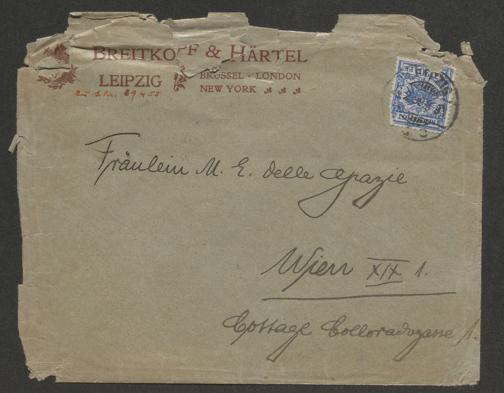 BREITKOPF & HÄRTEL
LEIPZIG
BRÜSSEL · LONDON
NEW YORK
Fräulein M. E. delle Grazie
Wien XIX 1.
Cottage Colloredogasse 1.